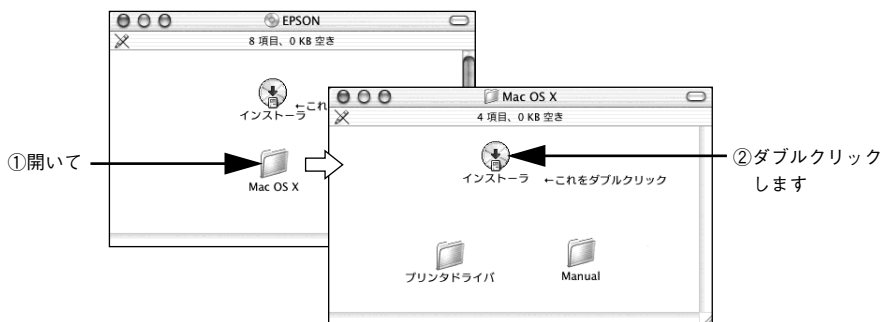 EPSON
8 項目、0 KB 空き
インストーラ
←これ
Mac OS X
①開いて
Mac OS X
4 項目、0 KB 空き
インストーラ
←これをダブルクリック
②ダブルクリック
します
プリンタドライバ
Manual